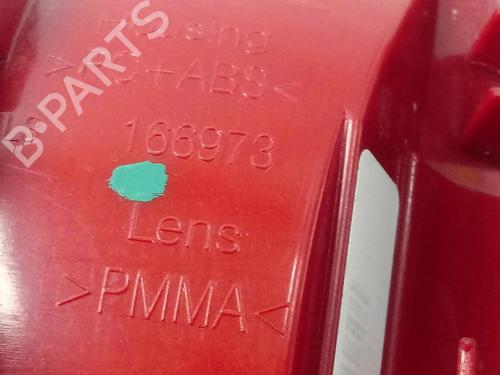 B-PARTS
Housing
>PC+ABS<
166973
Lens
>PMMA<